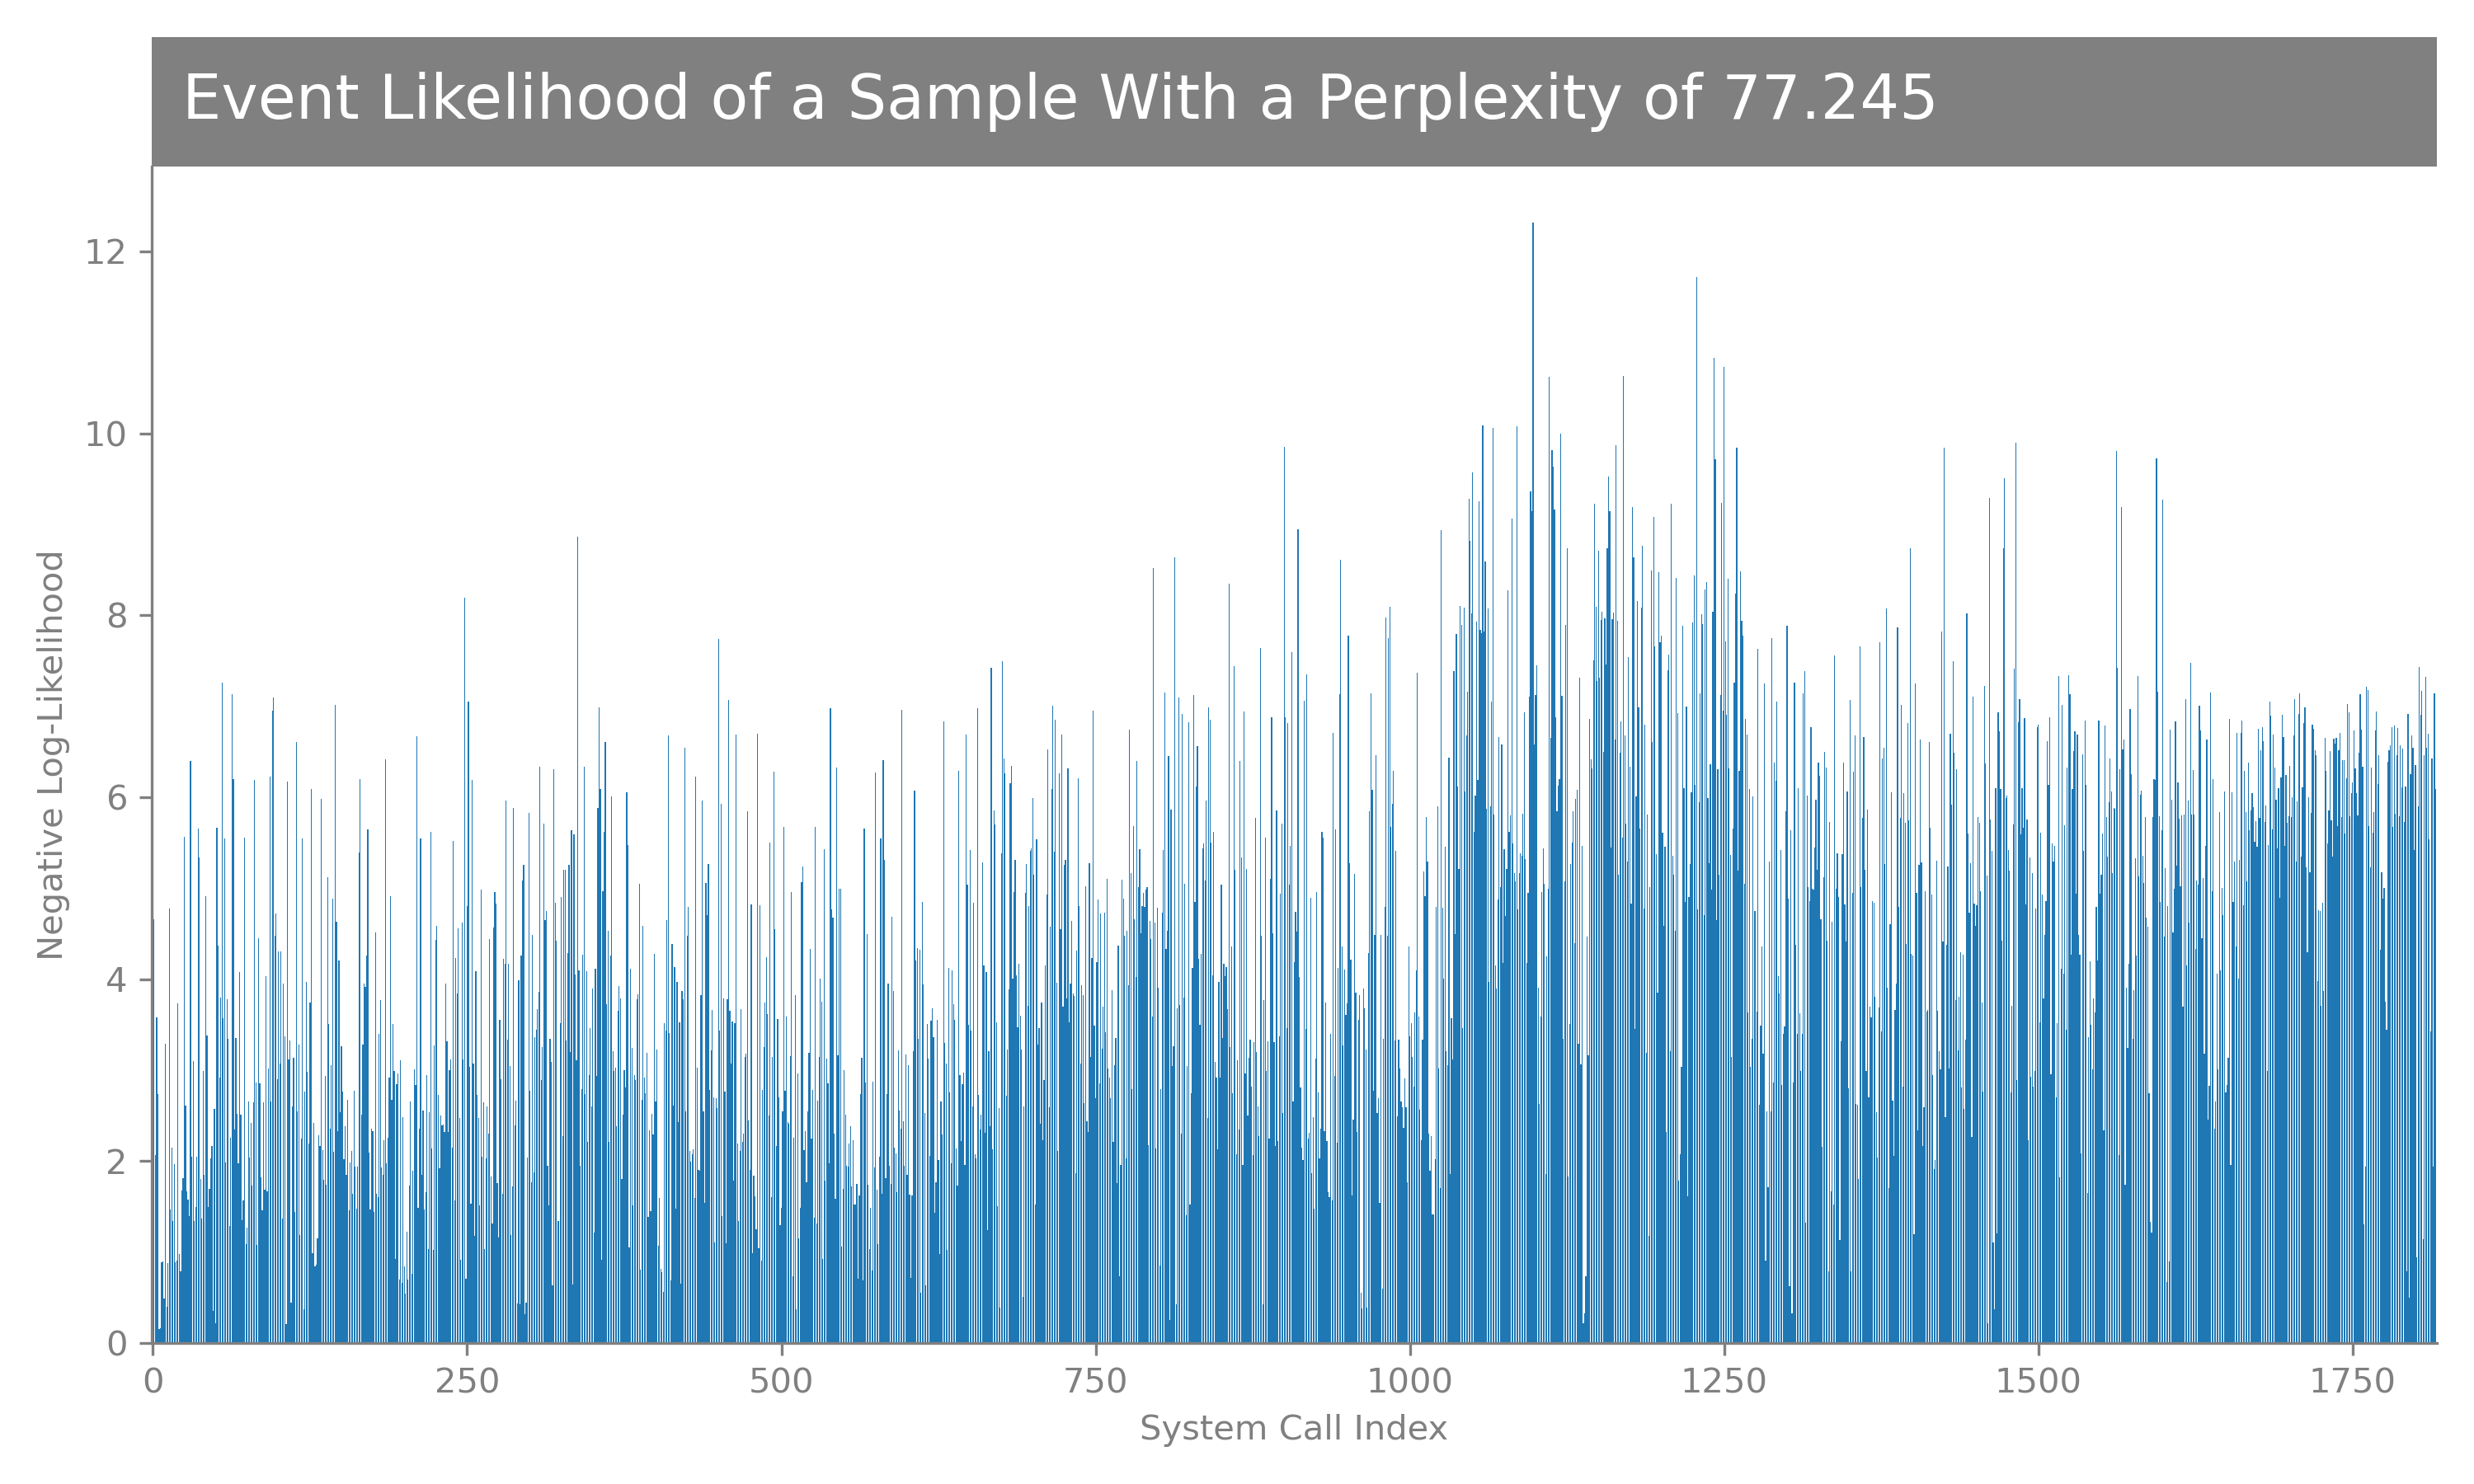 Event Likelihood of a Sample With a Perplexity of 77.245
12
10
8
6
4
2
0
Negative Log-Likelihood
0 250 500 750 1000 1250 1500 1750
System Call Index